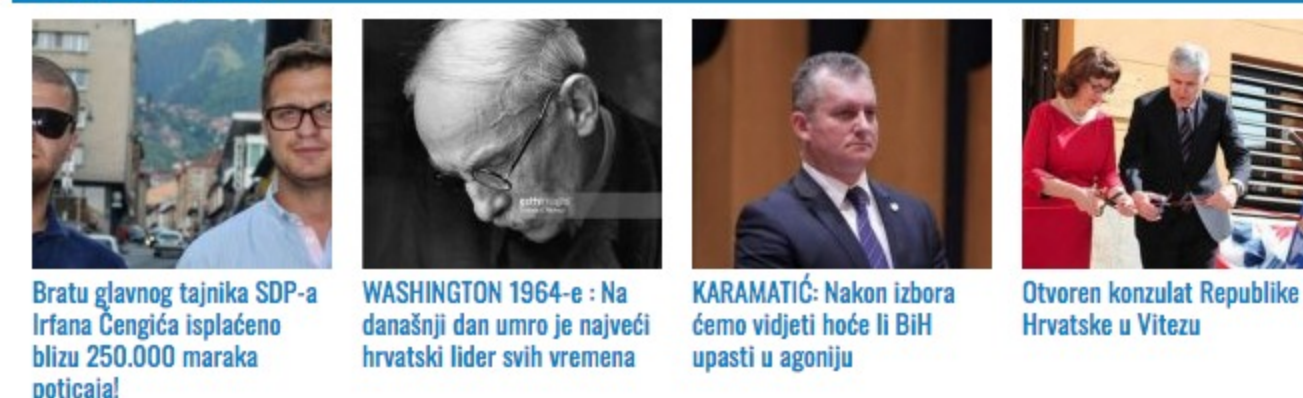 Bratu glavnog tajnika SDP-a
Irfana Čengića isplaćeno
blizu 250.000 maraka
poticaja!
WASHINGTON 1964-e : Na
današnji dan umro je najveći
hrvatski lider svih vremena
KARAMATIĆ: Nakon izbora
ćemo vidjeti hoće li BiH
upasti u agoniju
Otvoren konzulat Republike
Hrvatske u Vitezu